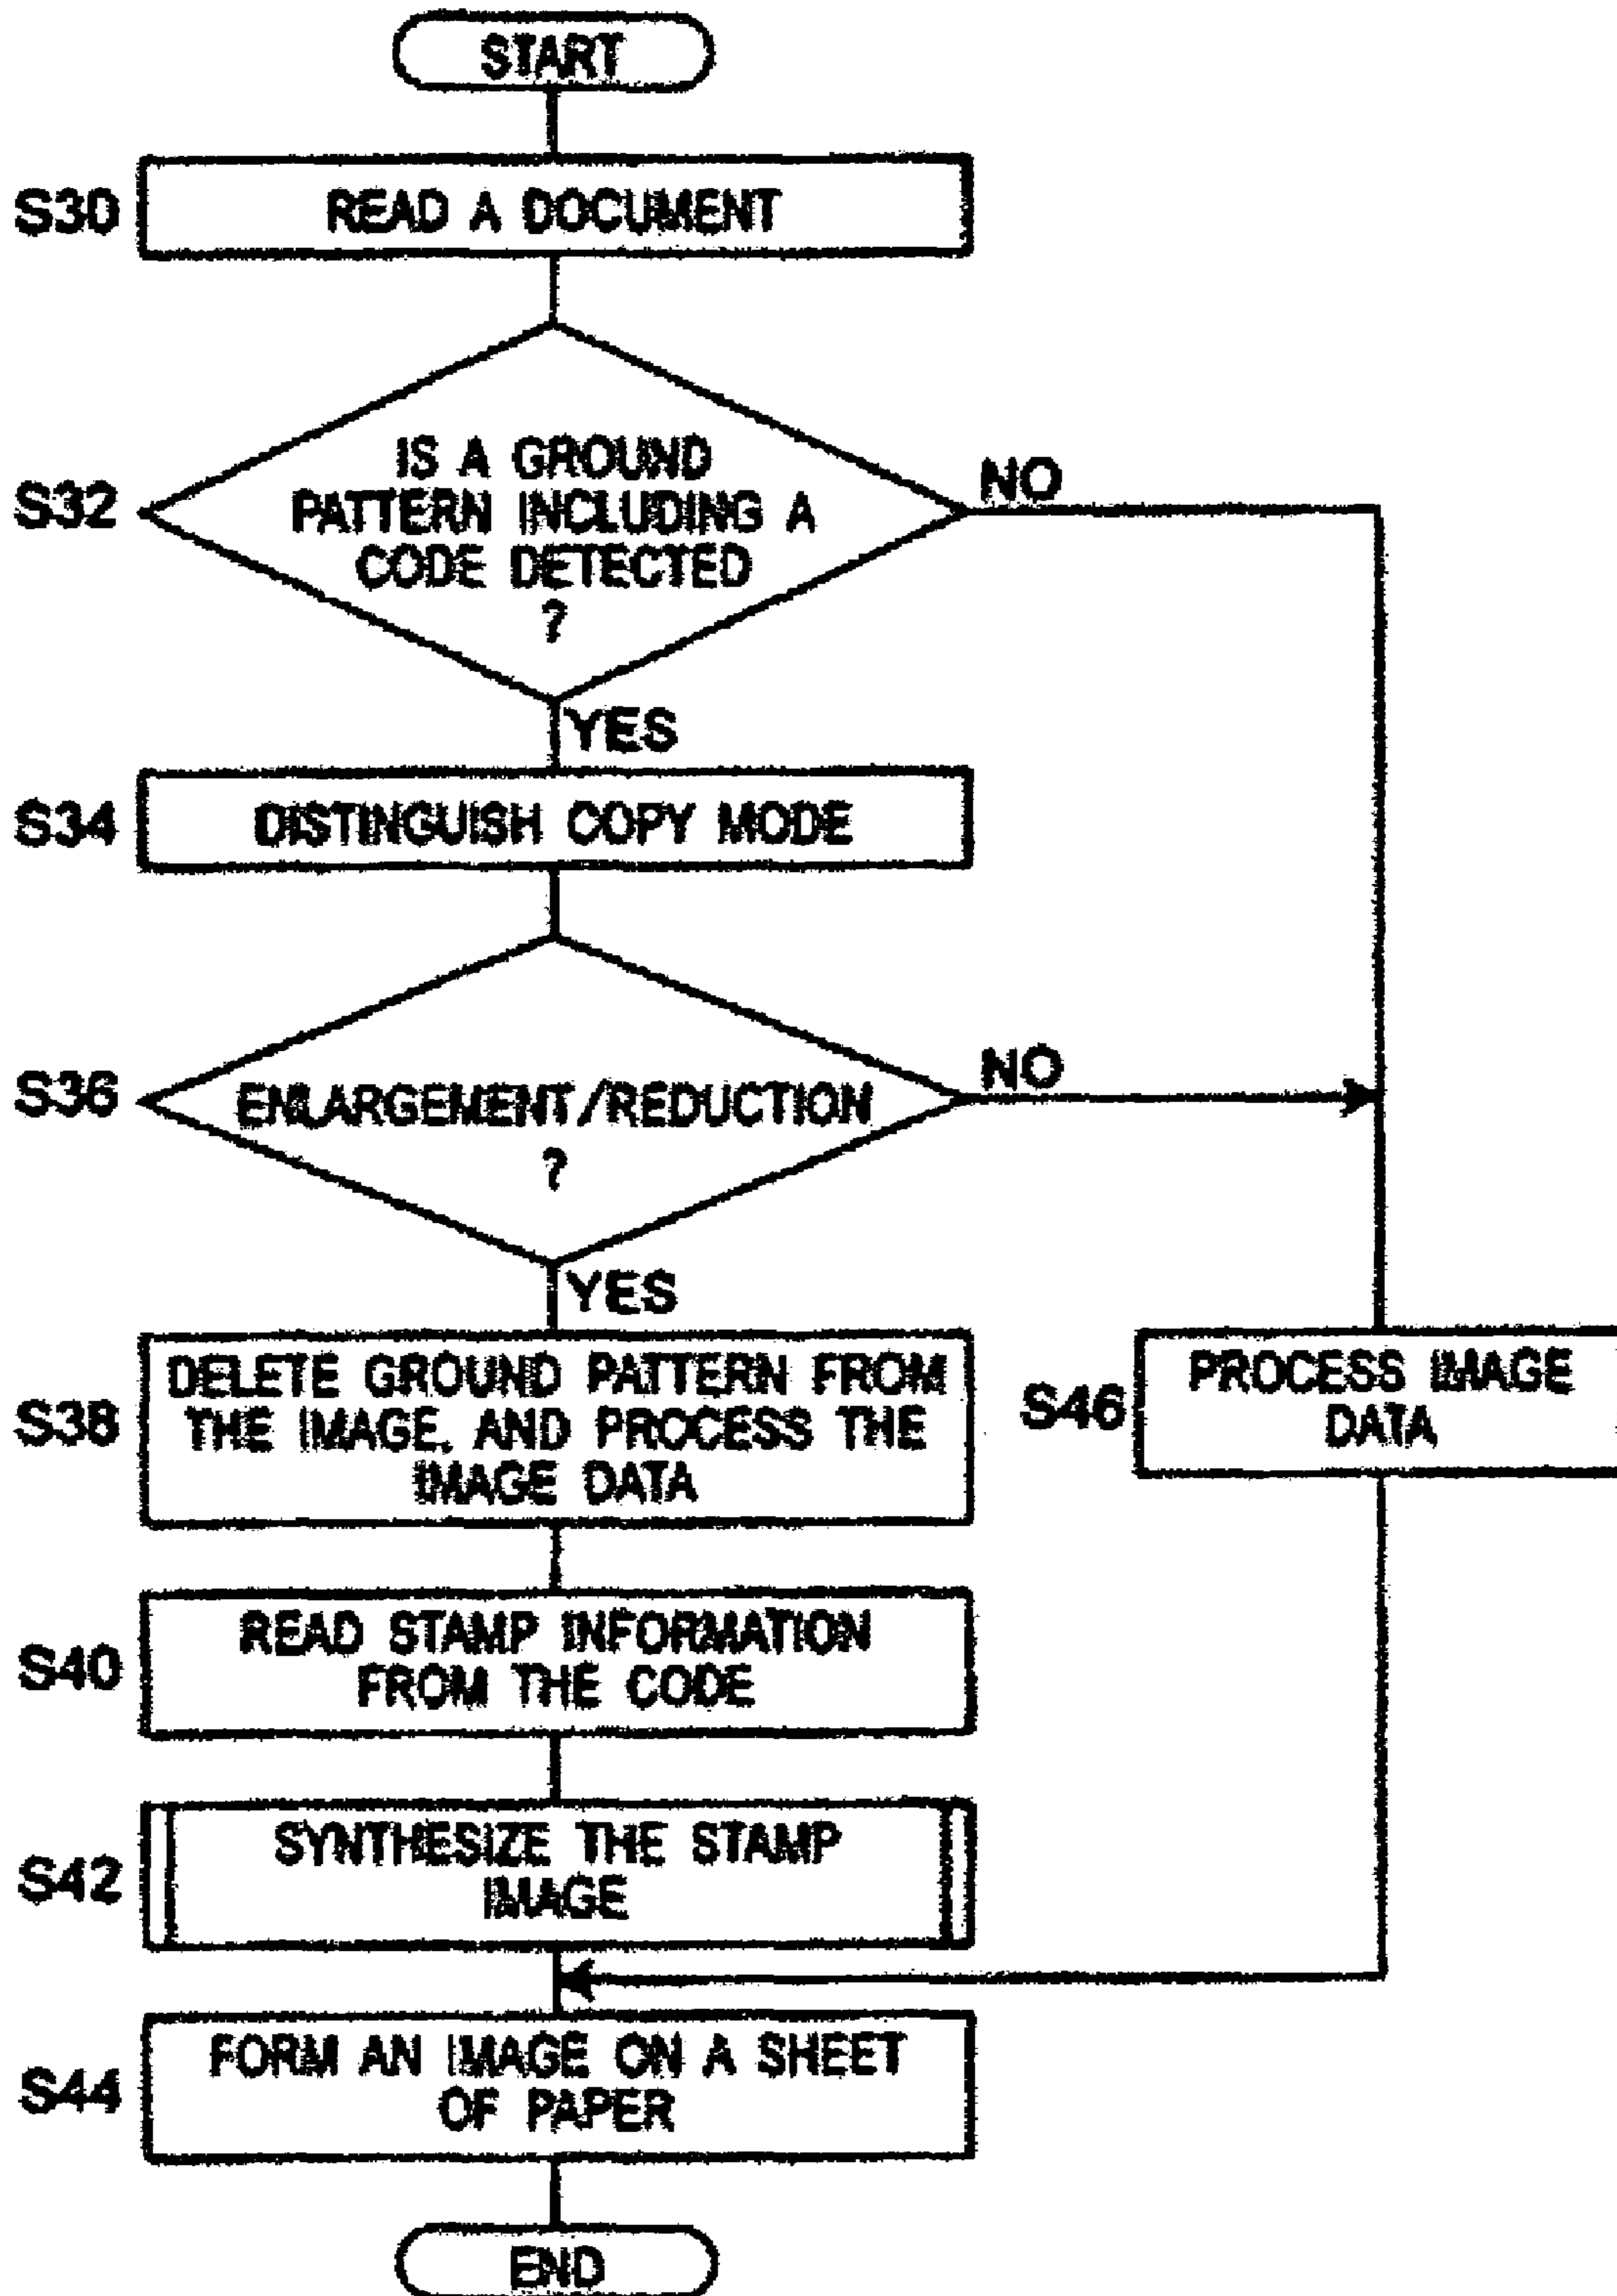 START
S30
READ A DOCUMENT
S32
IS A GROUND
PATTERN INCLUDING A
CODE DETECTED
?
NO
YES
S34
DISTINGUISH COPY MODE
S36
ENLARGEMENT/REDUCTION
?
NO
YES
S38
DELETE GROUND PATTERN FROM
THE IMAGE, AND PROCESS THE
IMAGE DATA
S46
PROCESS IMAGE
DATA
S40
READ STAMP INFORMATION
FROM THE CODE
S42
SYNTHESIZE THE STAMP
IMAGE
S44
FORM AN IMAGE ON A SHEET
OF PAPER
END